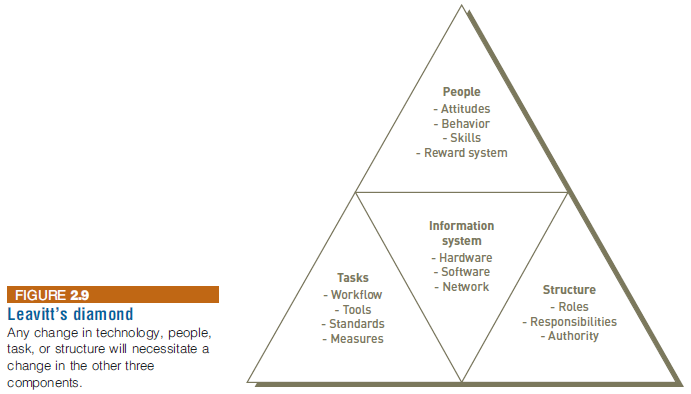 People
- Attitudes
- Behavior
- Skills
- Reward system
Information
system
- Hardware
- Software
- Network
Tasks
- Workflow
- Tools
- Standards
- Measures
Structure
- Roles
- Responsibilities
- Authority
FIGURE 2.9
Leavitt's diamond
Any change in technology, people,
task, or structure will necessitate a
change in the other three
components.